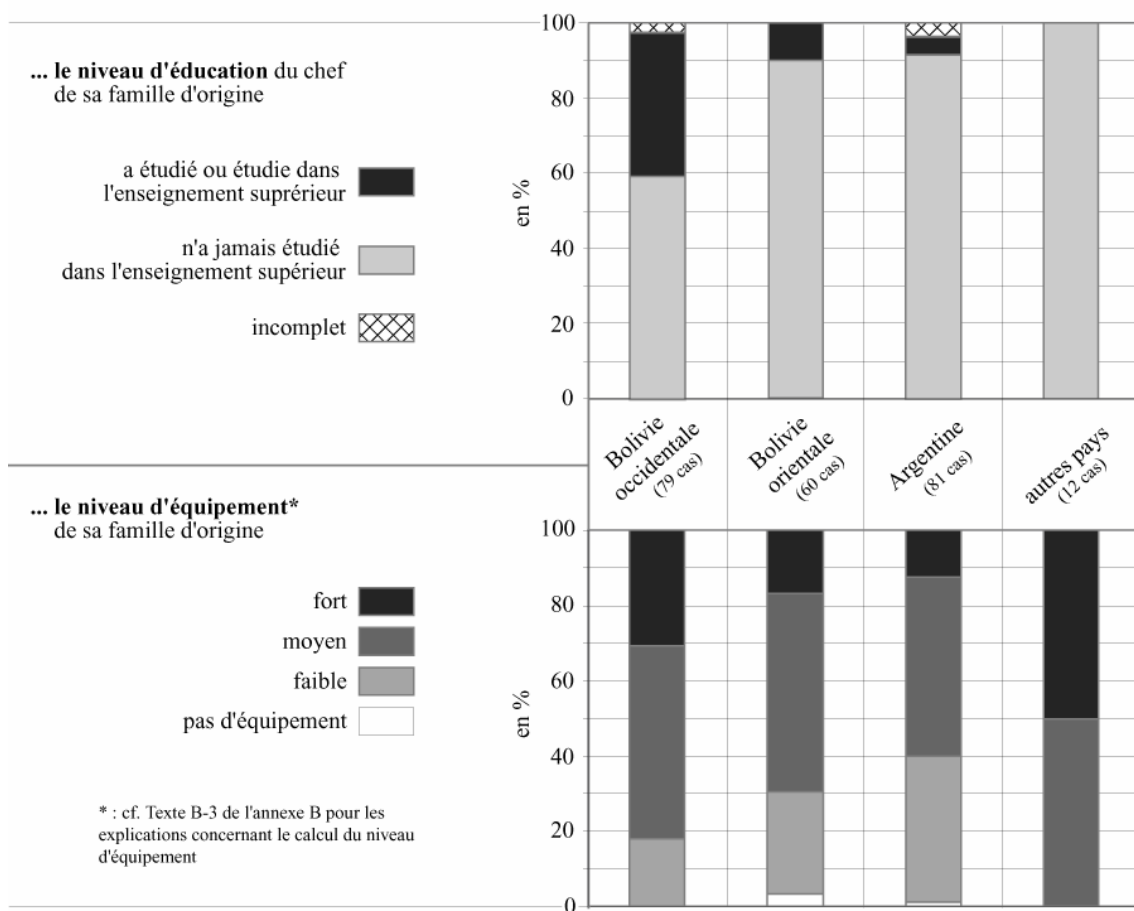 ... le niveau d'éducation du chef
de sa famille d'origine
a étudié ou étudie dans
l'enseignement suprérieur
n'a jamais étudié
dans l'enseignement supérieur
incomplet
en %
100
80
60
40
20
0
Bolivie
occidentale
(79 cas)
Bolivie
orientale
(60 cas)
Argentine
(81 cas)
autres pays
(12 cas)
... le niveau d'équipement*
de sa famille d'origine
fort
moyen
faible
pas d'équipement
* : cf. Texte B-3 de l'annexe B pour les
explications concernant le calcul du niveau
d'équipement
en %
100
80
60
40
20
0